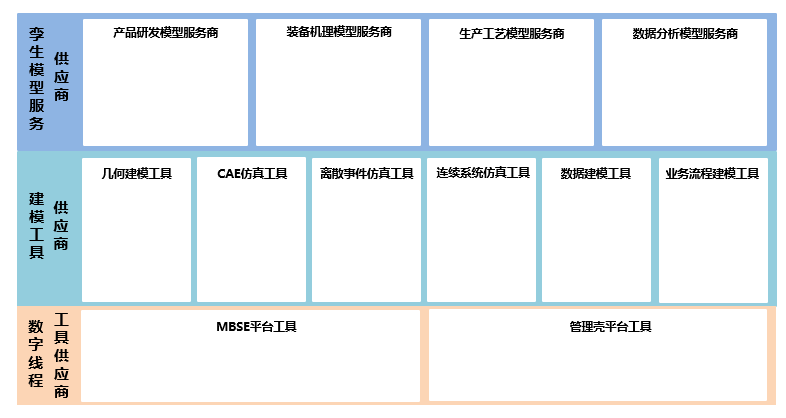 孪生模型服务
供应商
产品研发模型服务商
装备机理模型服务商
生产工艺模型服务商
数据分析模型服务商
建模工具
供应商
几何建模工具
CAE仿真工具
离散事件仿真工具
连续系统仿真工具
数据建模工具
业务流程建模工具
数字线程
工具供应商
MBSE平台工具
管理壳平台工具